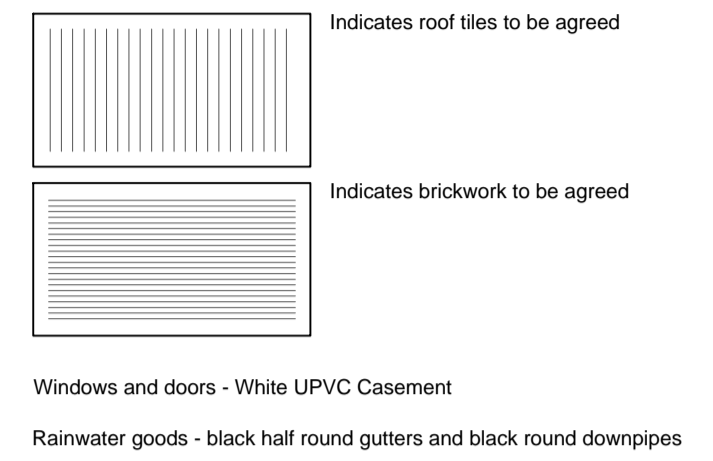 Indicates roof tiles to be agreed
Indicates brickwork to be agreed
Windows and doors - White UPVC Casement
Rainwater goods - black half round gutters and black round downpipes